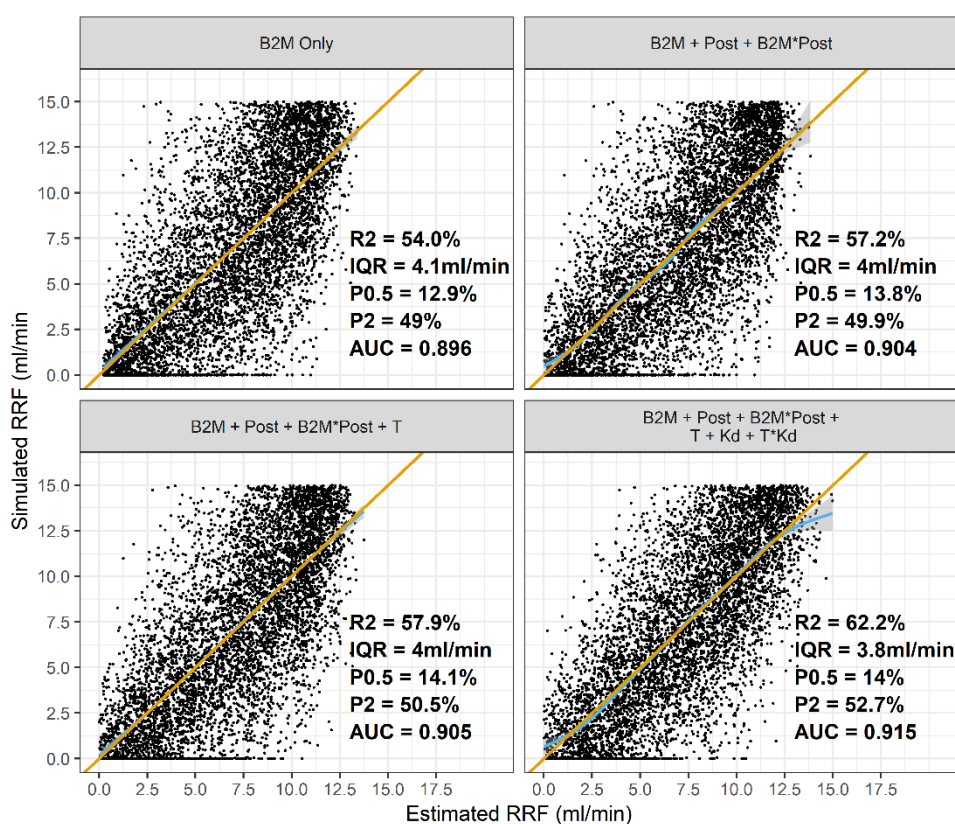 B2M Only
B2M + Post + B2M*Post
15.0
12.5
10.0
7.5
5.0
2.5
0.0
R2 = 54.0%
IQR = 4.1ml/min
P0.5 = 12.9%
P2 = 49%
AUC = 0.896
R2 = 57.2%
IQR = 4ml/min
P0.5 = 13.8%
P2 = 49.9%
AUC = 0.904
Simulated RRF (ml/min)
B2M + Post + B2M*Post + T
B2M + Post + B2M*Post +
T + Kd + T*Kd
15.0
12.5
10.0
7.5
5.0
2.5
0.0
R2 = 57.9%
IQR = 4ml/min
P0.5 = 14.1%
P2 = 50.5%
AUC = 0.905
R2 = 62.2%
IQR = 3.8ml/min
P0.5 = 14%
P2 = 52.7%
AUC = 0.915
0.0 2.5 5.0 7.5 10.0 12.5 15.0 17.5
0.0 2.5 5.0 7.5 10.0 12.5 15.0 17.5
Estimated RRF (ml/min)